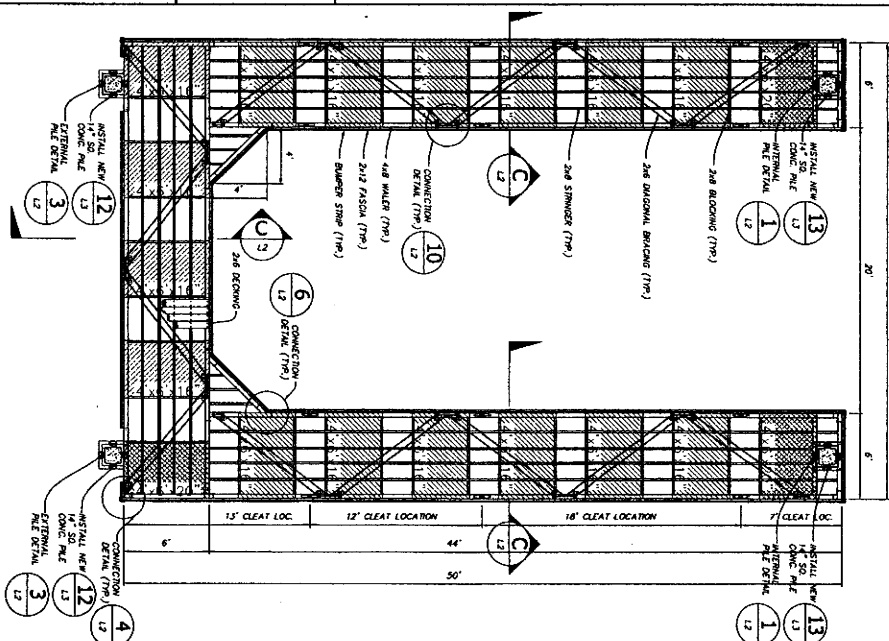 6'
20'
6'
INSTALL NEW
14" SQ.
CONC. PILE
12
L3
EXTERNAL
PILE DETAIL
3
L2
4'
4'
C
L2
2x6 DECKING
6
L2
CONNECTION
DETAIL (TYP.)
BUMPER STRIP (TYP.)
2x12 FASCIA (TYP.)
4x8 WALER (TYP.)
CONNECTION
DETAIL (TYP.)
10
L2
C
L2
2x8 STRINGER (TYP.)
2x6 DIAGONAL BRACING (TYP.)
2x8 BLOCKING (TYP.)
INSTALL NEW
14" SQ.
CONC. PILE
13
L3
INTERNAL
PILE DETAIL
1
L2
13' CLEAT LOC.
12' CLEAT LOCATION
18' CLEAT LOCATION
7' CLEAT LOC.
6'
44'
50'
C
L2
INSTALL NEW
14" SQ.
CONC. PILE
12
L3
EXTERNAL
PILE DETAIL
3
L2
CONNECTION
DETAIL (TYP.)
4
L2
INSTALL NEW
14" SQ.
CONC. PILE
13
L3
INTERNAL
PILE DETAIL
1
L2